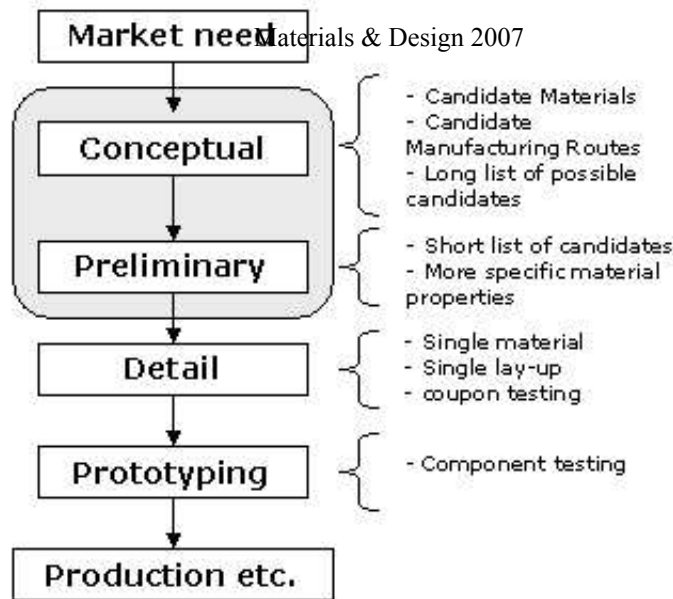 Market need
Materials & Design 2007
Conceptual
- Candidate Materials
- Candidate
Manufacturing Routes
- Long list of possible
candidates
Preliminary
- Short list of candidates
- More specific material
properties
Detail
- Single material
- Single lay-up
- coupon testing
Prototyping
- Component testing
Production etc.